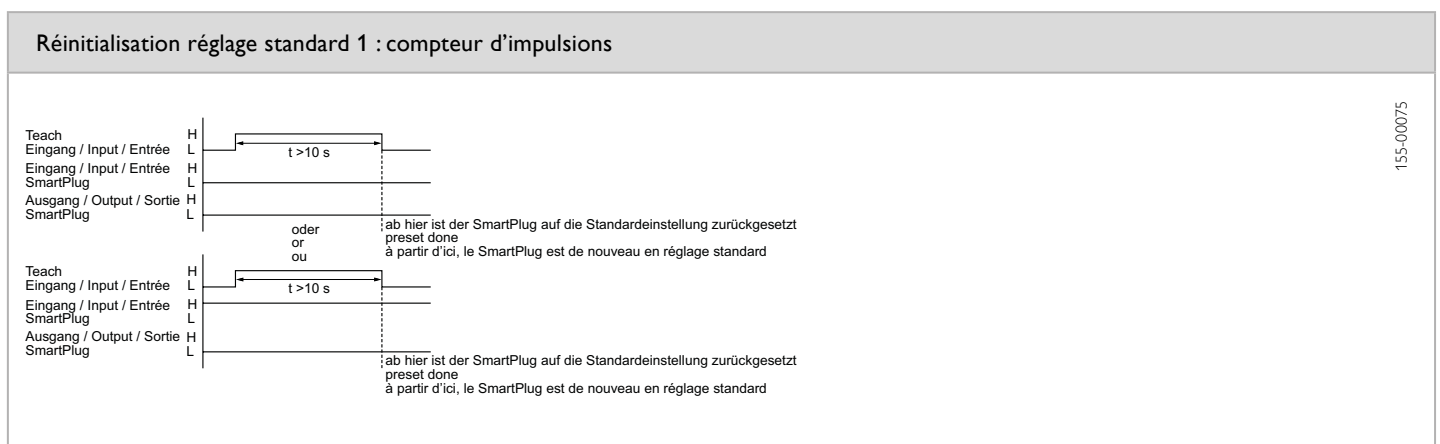 Réinitialisation réglage standard 1 : compteur d’impulsions
155-00075
Teach H
Eingang / Input / Entrée L
t >10 s
Eingang / Input / Entrée H
SmartPlug L
Ausgang / Output / Sortie H
SmartPlug L
oder
or
ou
ab hier ist der SmartPlug auf die Standardeinstellung zurückgesetzt
preset done
à partir d’ici, le SmartPlug est de nouveau en réglage standard
Teach H
Eingang / Input / Entrée L
t >10 s
Eingang / Input / Entrée H
SmartPlug L
Ausgang / Output / Sortie H
SmartPlug L
ab hier ist der SmartPlug auf die Standardeinstellung zurückgesetzt
preset done
à partir d’ici, le SmartPlug est de nouveau en réglage standard